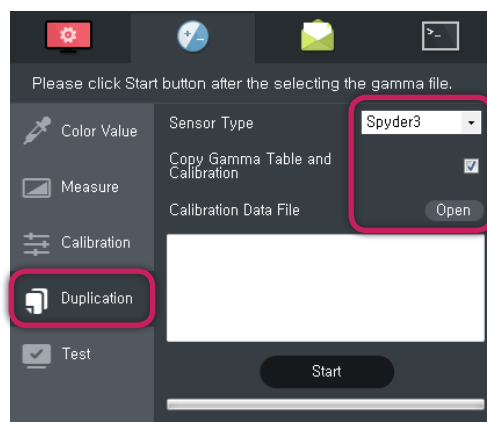 Please click Start button after the selecting the gamma file.
Color Value
Sensor Type
Spyder3
Copy Gamma Table and
Calibration
Measure
Calibration Data File
Open
Calibration
Duplication
Test
Start